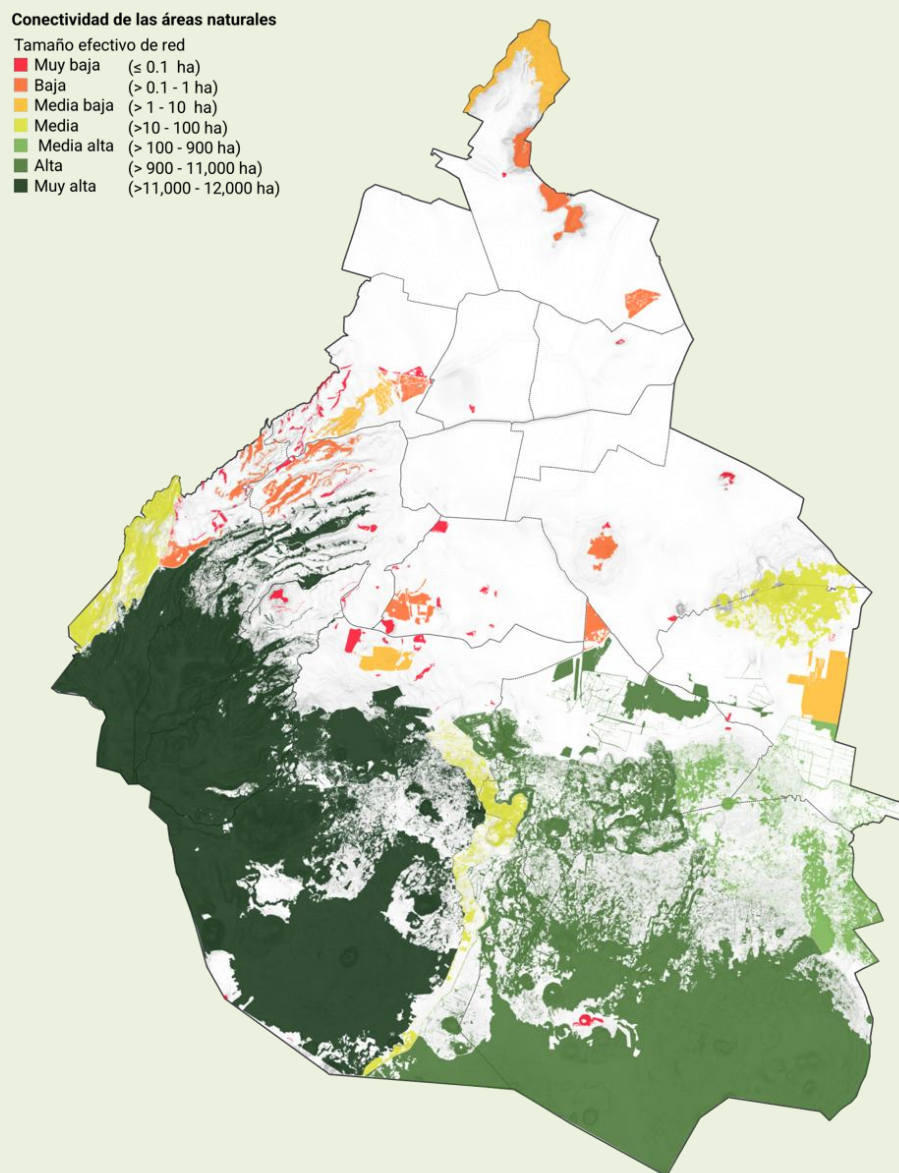 Conectividad de las áreas naturales
Tamaño efectivo de red
Muy baja (≤ 0.1 ha)
Baja (> 0.1 - 1 ha)
Media baja (> 1 - 10 ha)
Media (>10 - 100 ha)
Media alta (> 100 - 900 ha)
Alta (> 900 - 11,000 ha)
Muy alta (>11,000 - 12,000 ha)